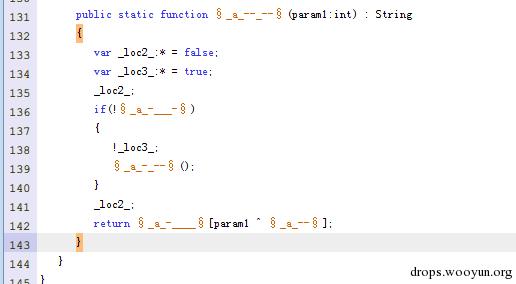 131 public static function §_a_--_--§(param1:int) : String
132 {
133 var _loc2_:* = false;
134 var _loc3_:* = true;
135 _loc2_;
136 if(!§_a_-___-§)
137 {
138 !_loc3_;
139 §_a_-_--§();
140 }
141 _loc2_;
142 return §_a_-____§[param1 ^ §_a_--§];
143 }
144 }
145 }
drops.wooyun.org